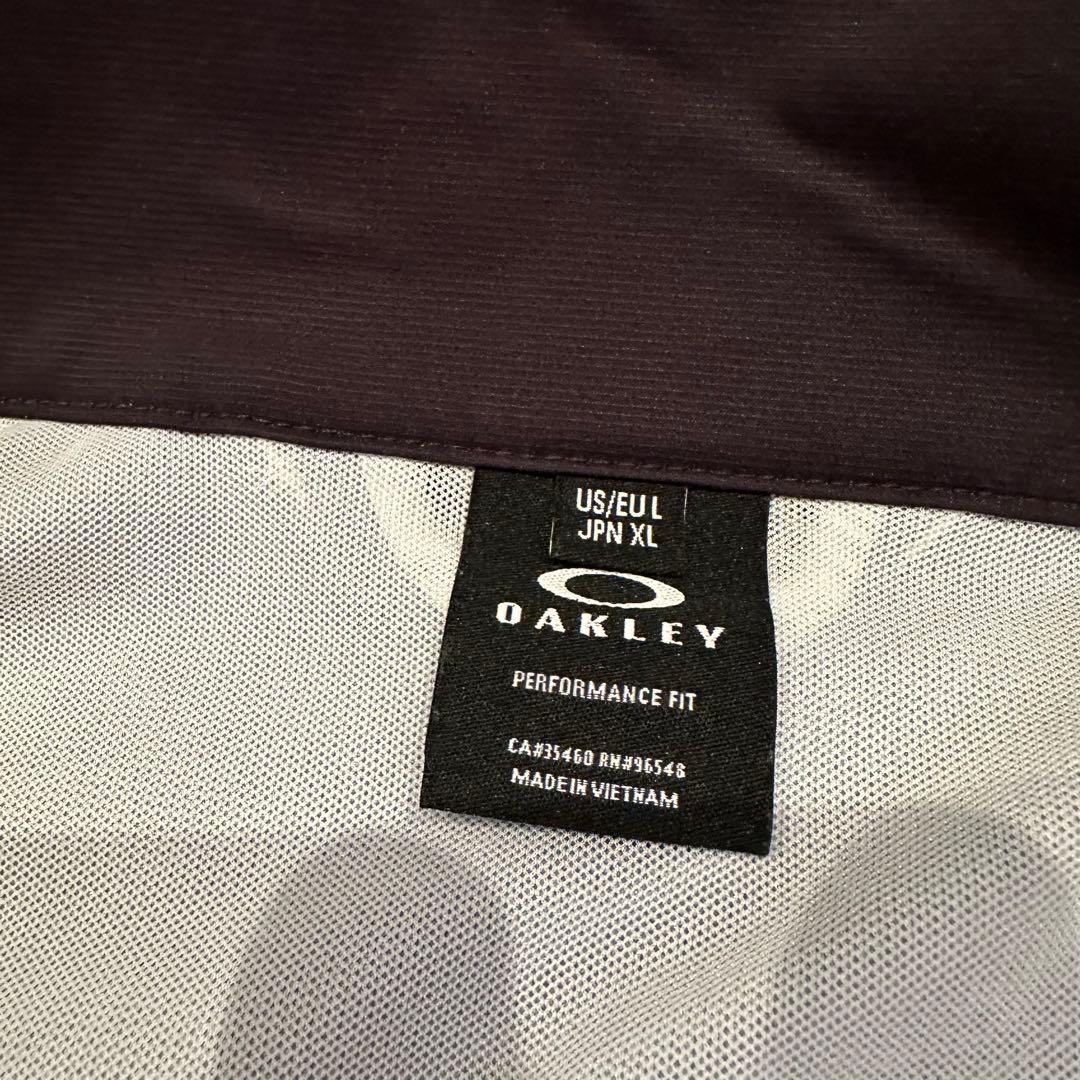 US/EU L
JPN XL
OAKLEY
PERFORMANCE FIT
CA#35460 RN#96548
MADE IN VIETNAM